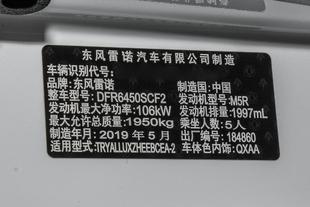 东风雷诺汽车有限公司制造
车辆识别代号:
品牌:东风雷诺 制造国:中国
整车型号:DFR6450SCF2 发动机型号:M5R
发动机最大净功率:106kW 发动机排量:1997mL
最大允许总质量:1950kg 乘坐人数:5人
制造年月:2019年5月 出厂编号:184860
适用型式:TRYALLUXZHEEBCEA-2 车体色内饰:QXAA